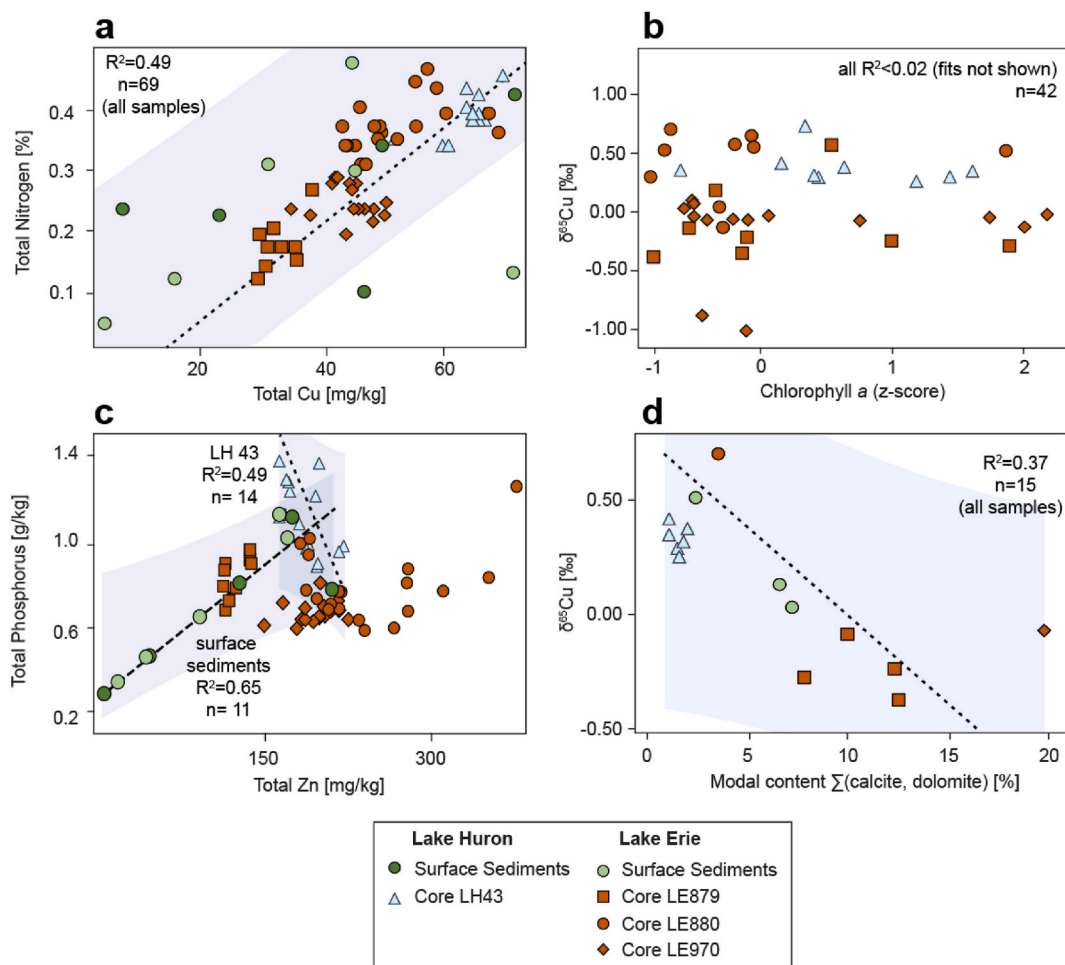 a
R²=0.49
n=69
(all samples)
Total Nitrogen [%]
0.4
0.3
0.2
0.1
20
40
60
Total Cu [mg/kg]
b
all R²<0.02 (fits not shown)
n=42
δ⁶⁵Cu [‰]
1.00
0.50
0.00
-0.50
-1.00
-1
0
1
2
Chlorophyll a (z-score)
c
LH 43
R²=0.49
n= 14
Total Phosphorus [g/kg]
1.4
1.0
0.6
0.2
surface
sediments
R²=0.65
n= 11
150
300
Total Zn [mg/kg]
d
R²=0.37
n=15
(all samples)
δ⁶⁵Cu [‰]
0.50
0.00
-0.50
0
5
10
15
20
Modal content ∑(calcite, dolomite) [%]
Lake Huron
Surface Sediments
Core LH43
Lake Erie
Surface Sediments
Core LE879
Core LE880
Core LE970